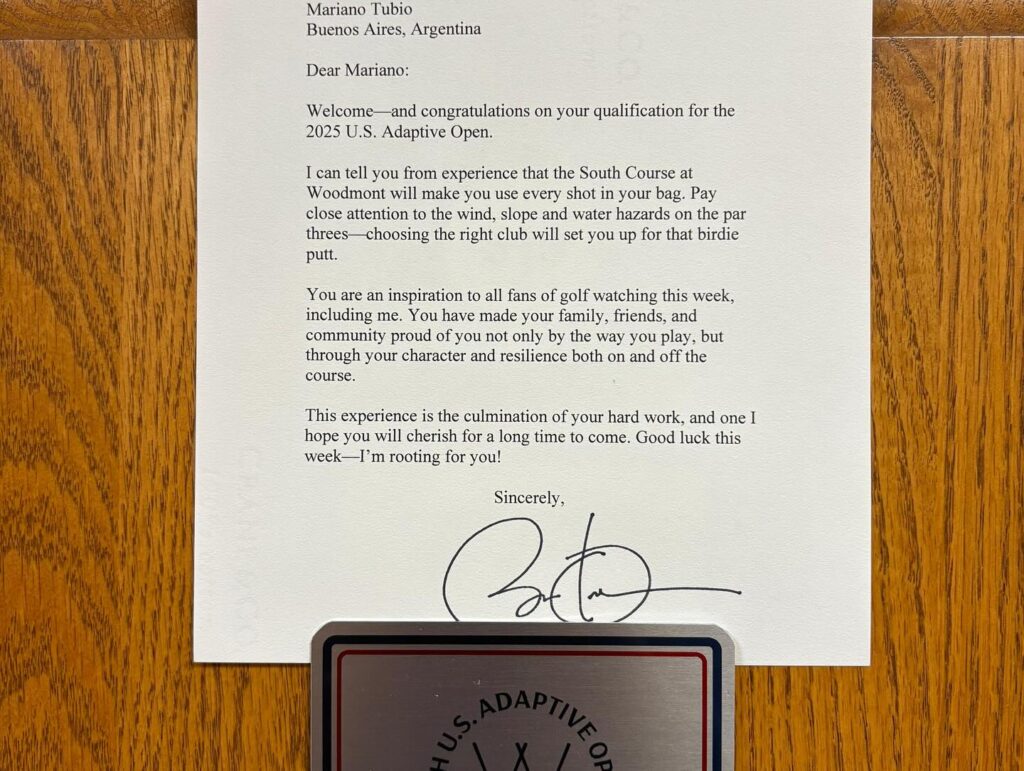 Mariano Tubio
Buenos Aires, Argentina
Dear Mariano:
Welcome—and congratulations on your qualification for the
2025 U.S. Adaptive Open.
I can tell you from experience that the South Course at
Woodmont will make you use every shot in your bag. Pay
close attention to the wind, slope and water hazards on the par
threes—choosing the right club will set you up for that birdie
putt.
You are an inspiration to all fans of golf watching this week,
including me. You have made your family, friends, and
community proud of you not only by the way you play, but
through your character and resilience both on and off the
course.
This experience is the culmination of your hard work, and one I
hope you will cherish for a long time to come. Good luck this
week—I’m rooting for you!
Sincerely,
U.S. ADAPTIVE